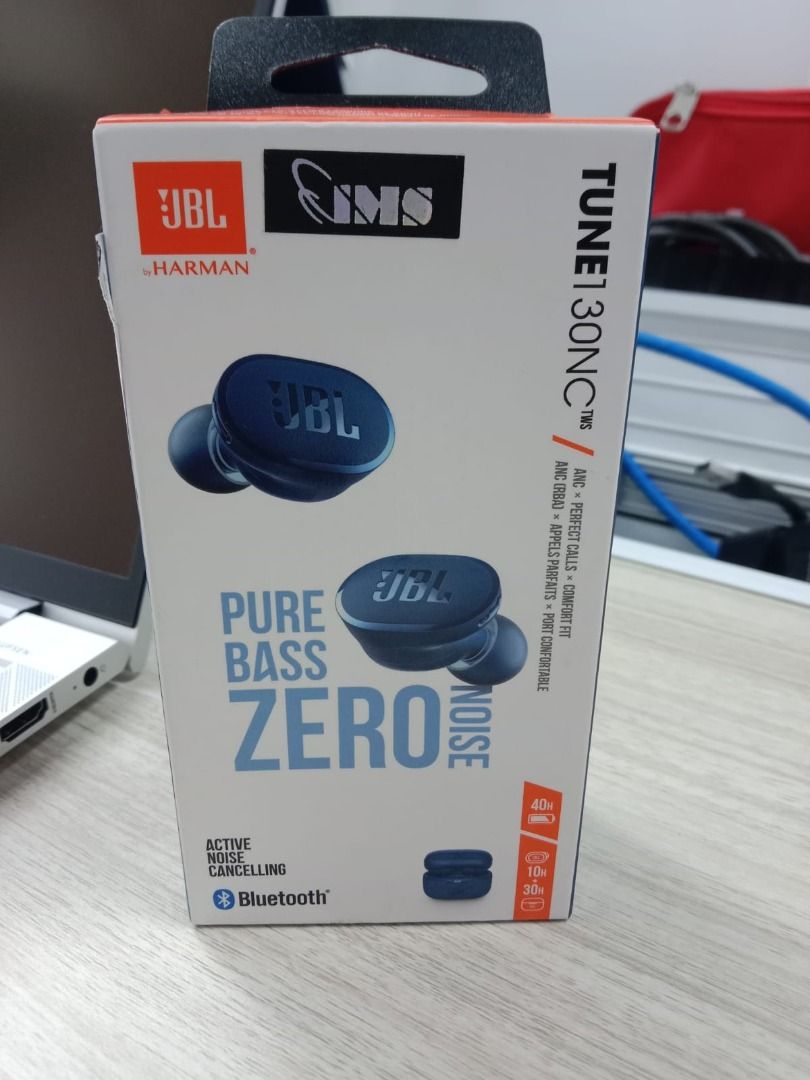 JBL
by HARMAN
IMS
TUNE130NC TWS
ANC × PERFECT CALLS × COMFORT FIT
ANC (RBA) × APPELS PARFAITS × PORT CONFORTABLE
JBL
JBL
PURE
BASS
ZERO
NOISE
ACTIVE
NOISE
CANCELLING
Bluetooth®
40H
10H
+
30H